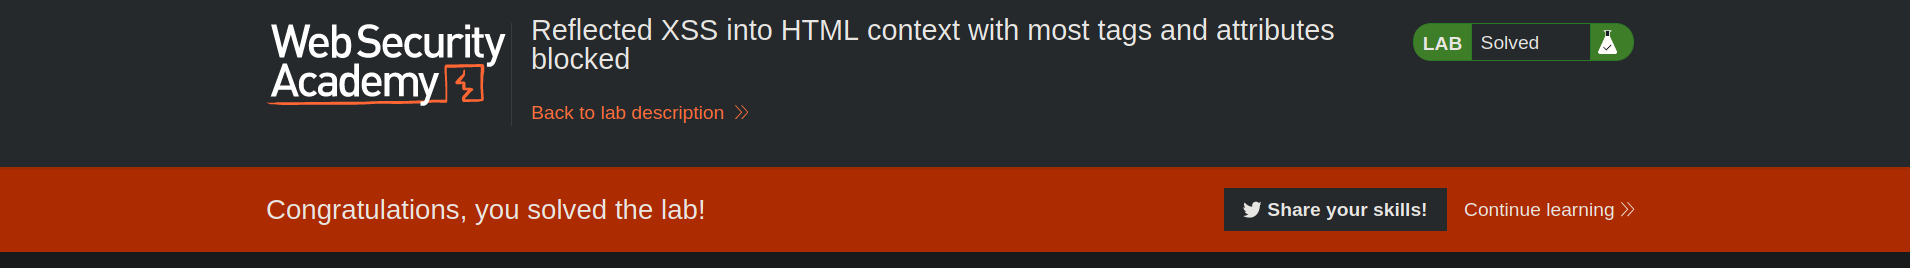 Web Security
Academy
Reflected XSS into HTML context with most tags and attributes
blocked
Back to lab description
LAB Solved
Congratulations, you solved the lab!
Share your skills!
Continue learning